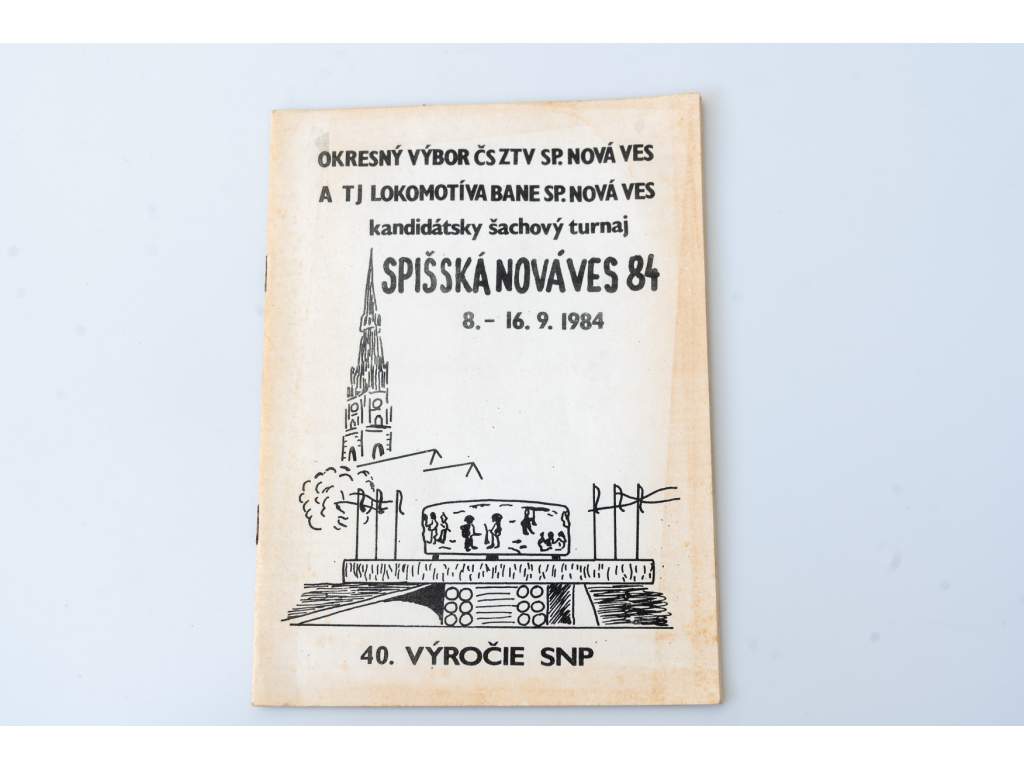 OKRESNÝ VÝBOR ČS ZTV SP. NOVÁ VES
A TJ LOKOMOTÍVA BANE SP. NOVÁ VES
kandidátsky šachový turnaj
SPIŠSKÁ NOVÁ VES 84
8. – 16. 9. 1984
40. VÝROČIE SNP